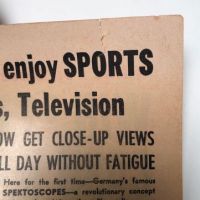 enjoy SPORTS
s, Television
OW GET CLOSE-UP VIEWS
LL DAY WITHOUT FATIGUE
Here for the first time—Germany's famous
SPEKTOSCOPES—a revolutionary concept